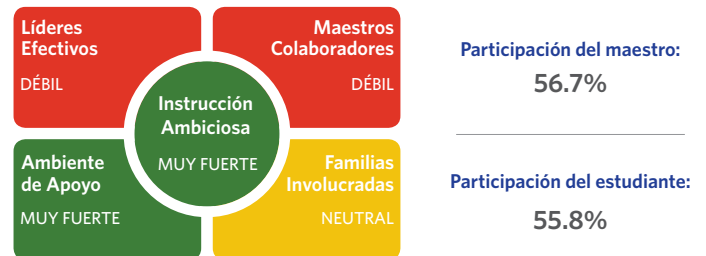 Líderes
Efectivos
DÉBIL
Maestros
Colaboradores
DÉBIL
Instrucción
Ambiciosa
MUY FUERTE
Ambiente
de Apoyo
MUY FUERTE
Familias
Involucradas
NEUTRAL
Participación del maestro:
56.7%
Participación del estudiante:
55.8%